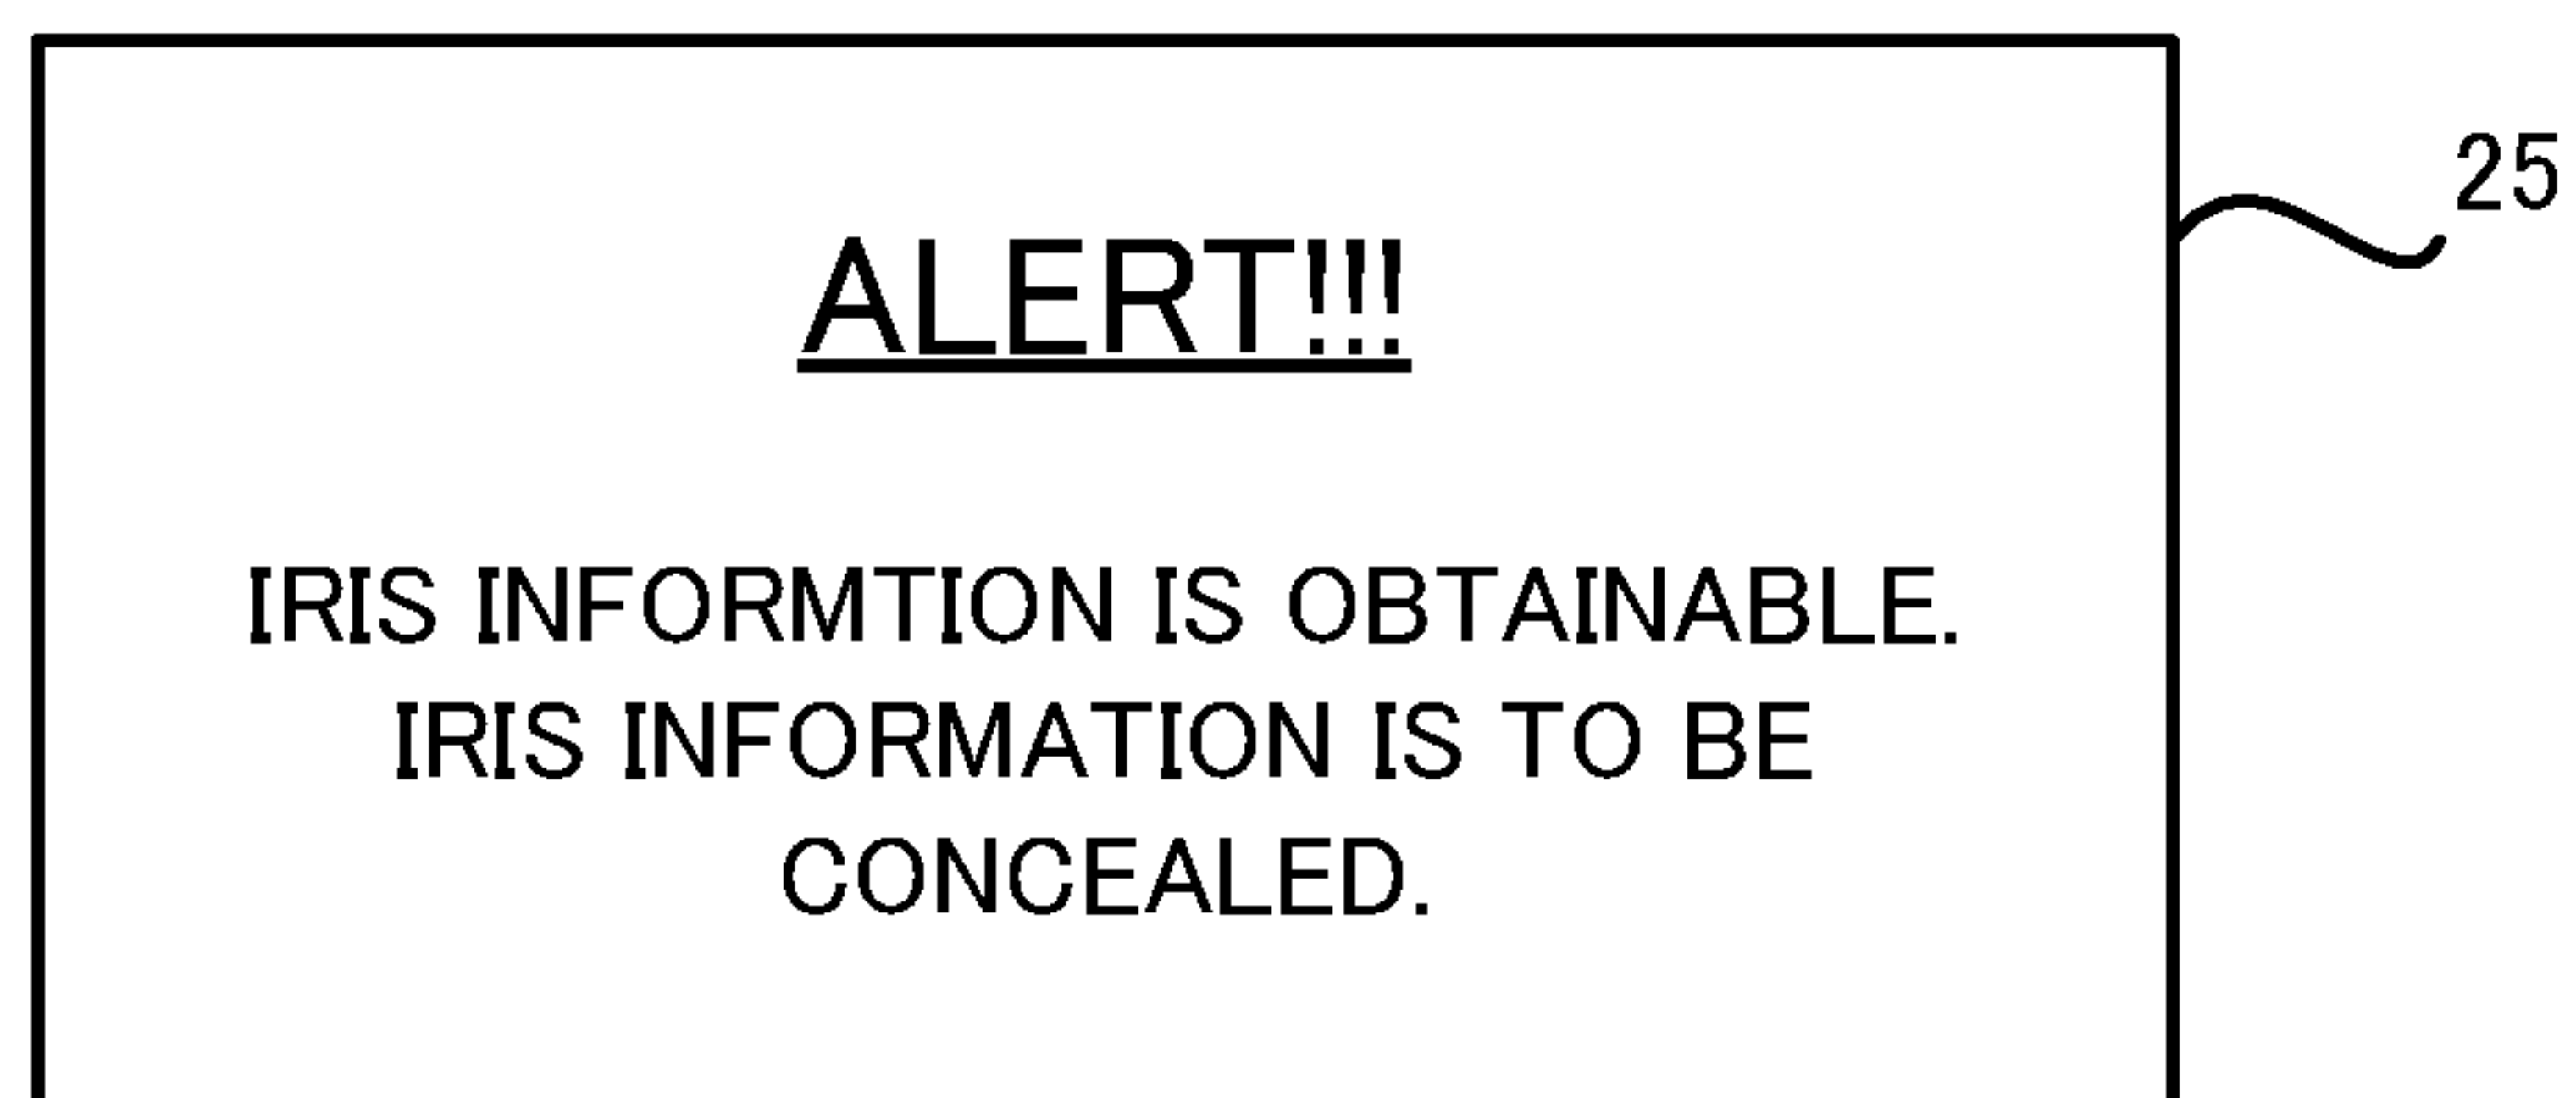 25
ALERT!!!
IRIS INFORMTION IS OBTAINABLE.
IRIS INFORMATION IS TO BE
CONCEALED.